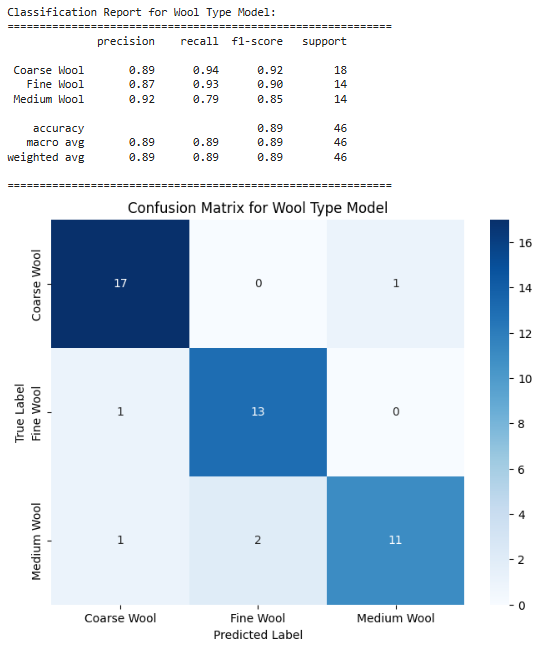 Classification Report for Wool Type Model:
============================================================
precision recall f1-score support
Coarse Wool 0.89 0.94 0.92 18
Fine Wool 0.87 0.93 0.90 14
Medium Wool 0.92 0.79 0.85 14
accuracy 0.89 46
macro avg 0.89 0.89 0.89 46
weighted avg 0.89 0.89 0.89 46
============================================================
Confusion Matrix for Wool Type Model
True Label
Coarse Wool
17 0 1
Fine Wool
1 13 0
Medium Wool
1 2 11
Coarse Wool Fine Wool Medium Wool
Predicted Label
16
14
12
10
8
6
4
2
0